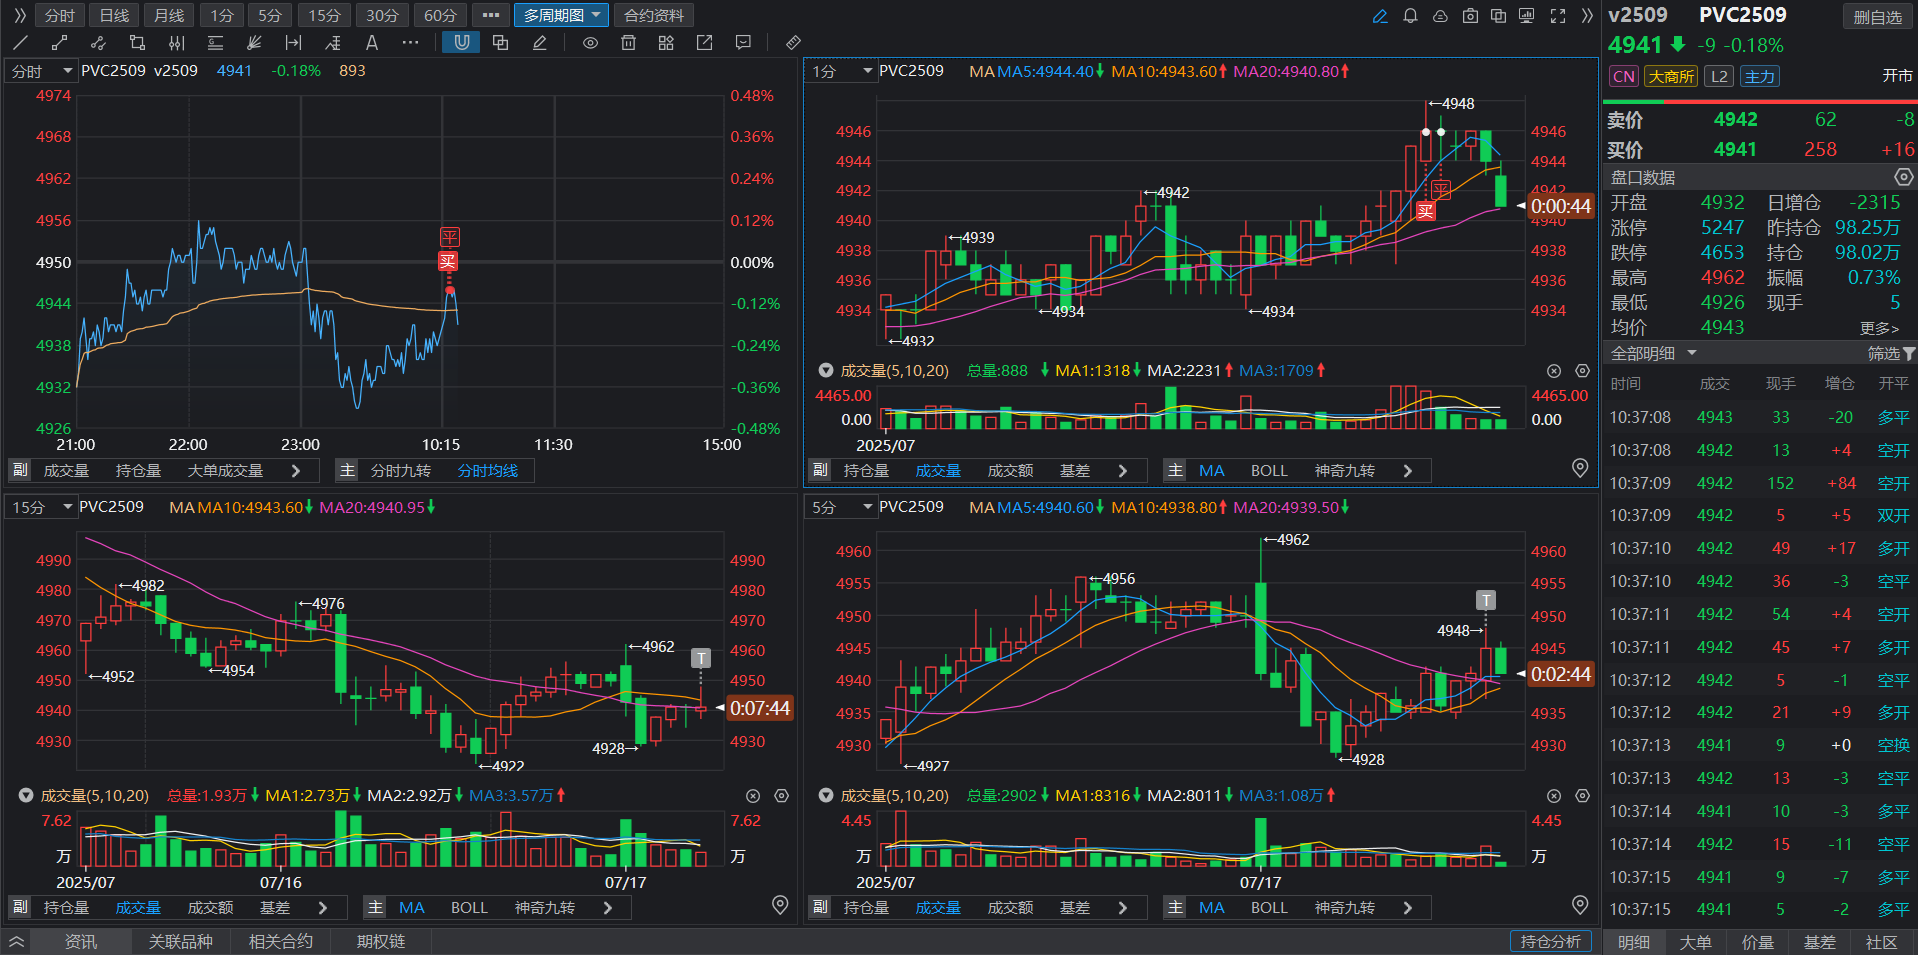 分时 日线 月线 1分 5分 15分 30分 60分 ••• 多周期图 合约资料
分时 PVC2509 v2509 4941 -0.18% 893
4974 0.48%
4968 0.36%
4962 0.24%
4956 0.12%
4950 0.00%
4944 -0.12%
4938 -0.24%
4932 -0.36%
4926 -0.48%
平
买
21:00 22:00 23:00 10:15 11:30 15:00
副 成交量 持仓量 大单成交量 主 分时九转 分时均线
1分 PVC2509 MA MA5:4944.40 MA10:4943.60 MA20:4940.80
4946 4946
4944 4944
4942 4942
4940 4940
4938 4938
4936 4936
4934 4934
←4948
←4942
←4939
←4934
←4934
←4932
平
买
0:00:44
成交量(5,10,20) 总量:888 MA1:1318 MA2:2231 MA3:1709
4465.00 4465.00
0.00 0.00
2025/07
副 持仓量 成交量 成交额 基差 主 MA BOLL 神奇九转
15分 PVC2509 MA MA10:4943.60 MA20:4940.95
4990 4990
4980 4980
4970 4970
4960 4960
4950 4950
4940
4930 4930
←4982
←4976
←4962
←4952
←4954
4928→
←4922
T
0:07:44
成交量(5,10,20) 总量:1.93万 MA1:2.73万 MA2:2.92万 MA3:3.57万
7.62 7.62
万 万
2025/07 07/16 07/17
副 持仓量 成交量 成交额 基差 主 MA BOLL 神奇九转
5分 PVC2509 MA MA5:4940.60 MA10:4938.80 MA20:4939.50
4960 4960
4955 4955
4950 4950
4945 4945
4940
4935 4935
4930 4930
←4962
←4956
4948→
←4927
←4928
T
0:02:44
成交量(5,10,20) 总量:2902 MA1:8316 MA2:8011 MA3:1.08万
4.45 4.45
万 万
2025/07 07/17
副 持仓量 成交量 成交额 基差 主 MA BOLL 神奇九转
资讯 关联品种 相关合约 期权链 持仓分析
v2509 PVC2509 删自选
4941 -9 -0.18%
CN 大商所 L2 主力 开市
卖价 4942 62 -8
买价 4941 258 +16
盘口数据
开盘 4932 日增仓 -2315
涨停 5247 昨持仓 98.25万
跌停 4653 持仓 98.02万
最高 4962 振幅 0.73%
最低 4926 现手 5
均价 4943 更多>
全部明细 筛选
时间 成交 现手 增仓 开平
10:37:08 4943 33 -20 多平
10:37:08 4942 13 +4 空开
10:37:09 4942 152 +84 空开
10:37:09 4942 5 +5 双开
10:37:10 4942 49 +17 多开
10:37:10 4942 36 -3 空平
10:37:11 4942 54 +4 空开
10:37:11 4942 45 +7 多开
10:37:12 4942 5 -1 空平
10:37:12 4942 21 +9 多开
10:37:13 4941 9 +0 空换
10:37:13 4942 13 -3 空平
10:37:14 4941 10 -3 多平
10:37:14 4942 15 -11 空平
10:37:15 4941 9 -7 多平
10:37:15 4941 5 -2 多平
明细 大单 价量 基差 社区